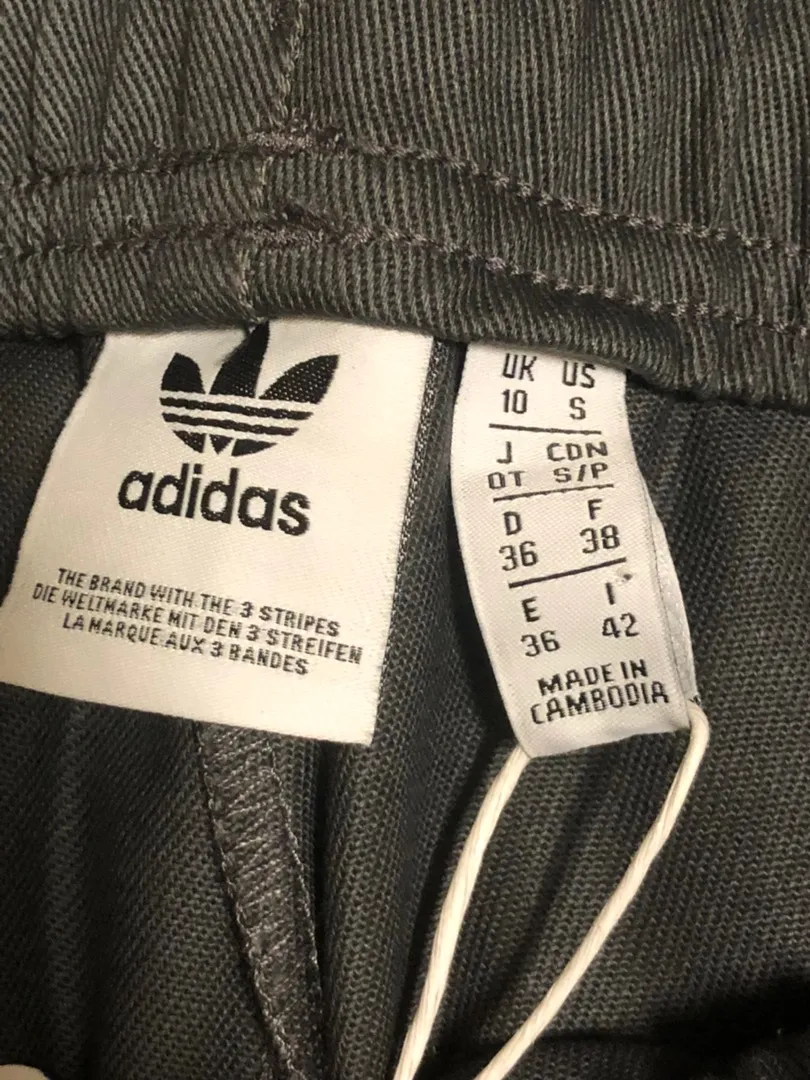 adidas
THE BRAND WITH THE 3 STRIPES
DIE WELTMARKE MIT DEN 3 STREIFEN
LA MARQUE AUX 3 BANDES
UK US
10 S
J CDN
OT S/P
D F
36 38
E I
36 42
MADE IN
CAMBODIA